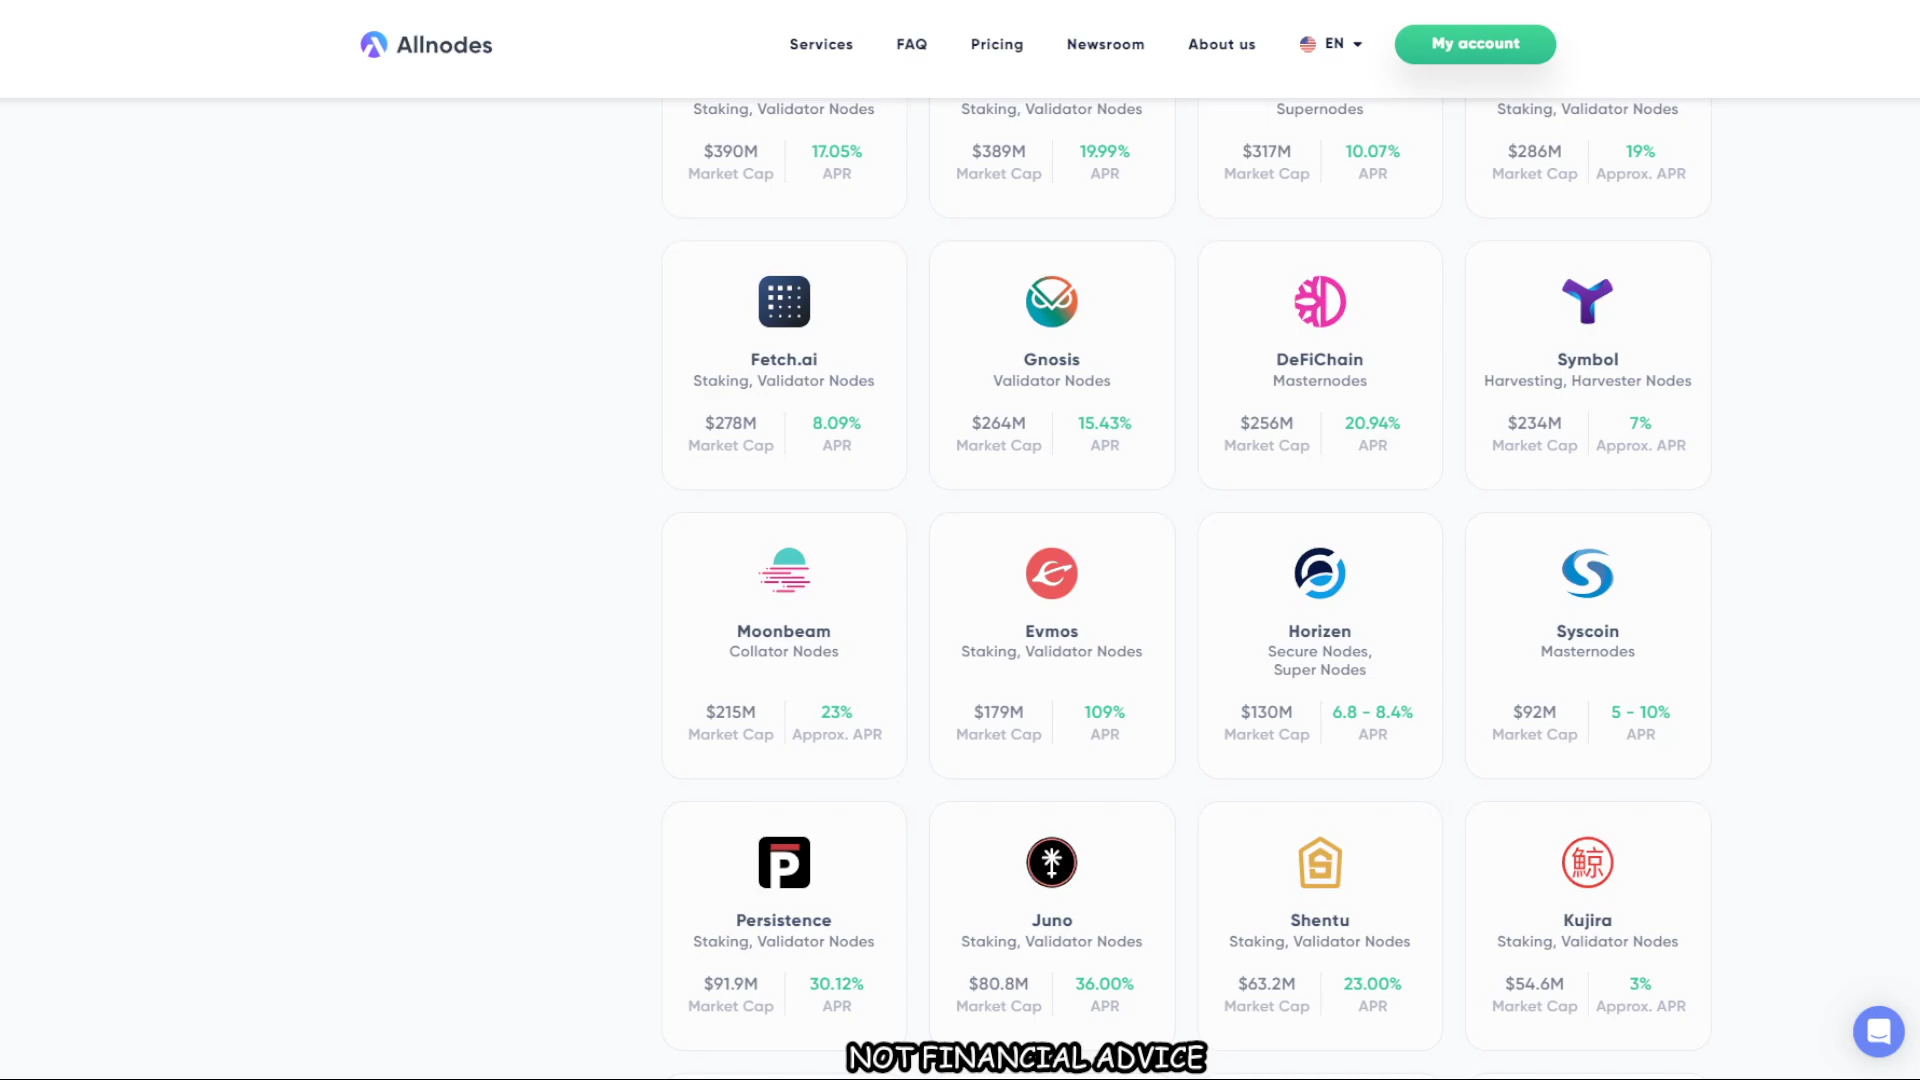 Allnodes
Services FAQ Pricing Newsroom About us EN My account
Staking, Validator Nodes Staking, Validator Nodes Supernodes Staking, Validator Nodes
$390M 17.05% $389M 19.99% $317M 10.07% $286M 19%
Market Cap APR Market Cap APR Market Cap APR Market Cap Approx. APR
Fetch.ai Gnosis DeFiChain Symbol
Staking, Validator Nodes Validator Nodes Masternodes Harvesting, Harvester Nodes
$278M 8.09% $264M 15.43% $256M 20.94% $234M 7%
Market Cap APR Market Cap APR Market Cap APR Market Cap Approx. APR
Moonbeam Evmos Horizen Syscoin
Collator Nodes Staking, Validator Nodes Secure Nodes, Masternodes
Super Nodes
$215M 23% $179M 109% $130M 6.8 - 8.4% $92M 5 - 10%
Market Cap Approx. APR Market Cap APR Market Cap APR Market Cap APR
P S 鯨
Persistence Juno Shentu Kujira
Staking, Validator Nodes Staking, Validator Nodes Staking, Validator Nodes Staking, Validator Nodes
$91.9M 30.12% $80.8M 36.00% $63.2M 23.00% $54.6M 3%
Market Cap APR Market Cap APR Market Cap APR Market Cap Approx. APR
NOT FINANCIAL ADVICE